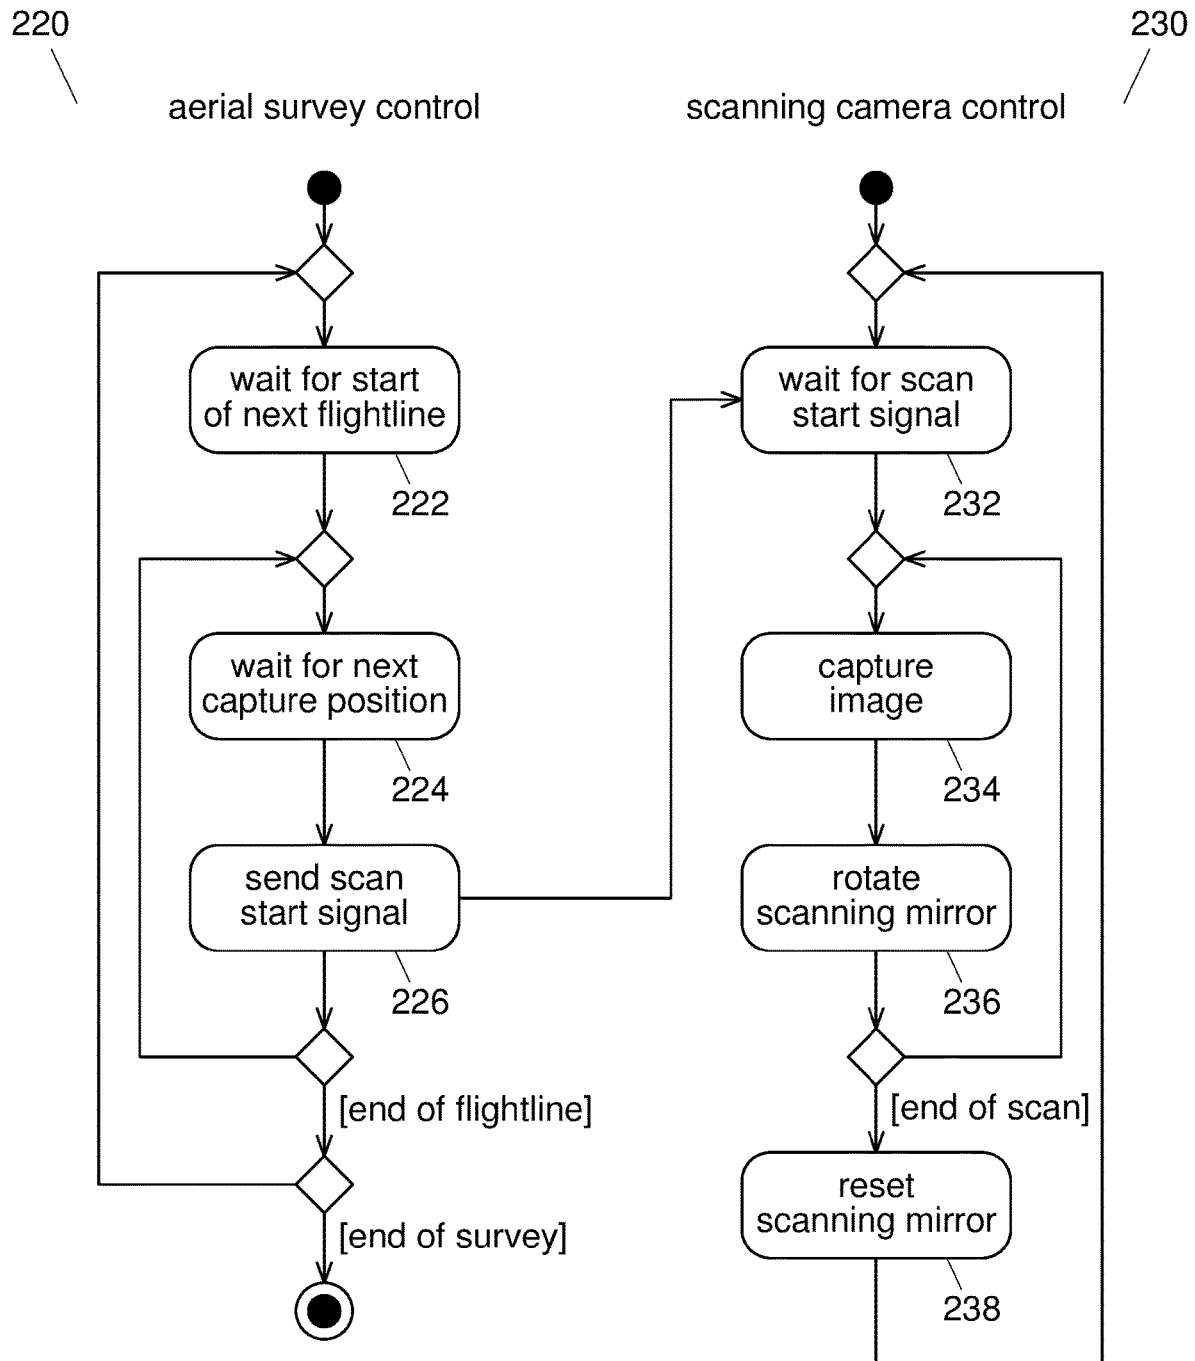 220
230
aerial survey control
scanning camera control
wait for start
of next flightline
222
wait for scan
start signal
232
wait for next
capture position
224
capture
image
234
send scan
start signal
226
rotate
scanning mirror
236
[end of flightline]
[end of scan]
reset
scanning mirror
238
[end of survey]